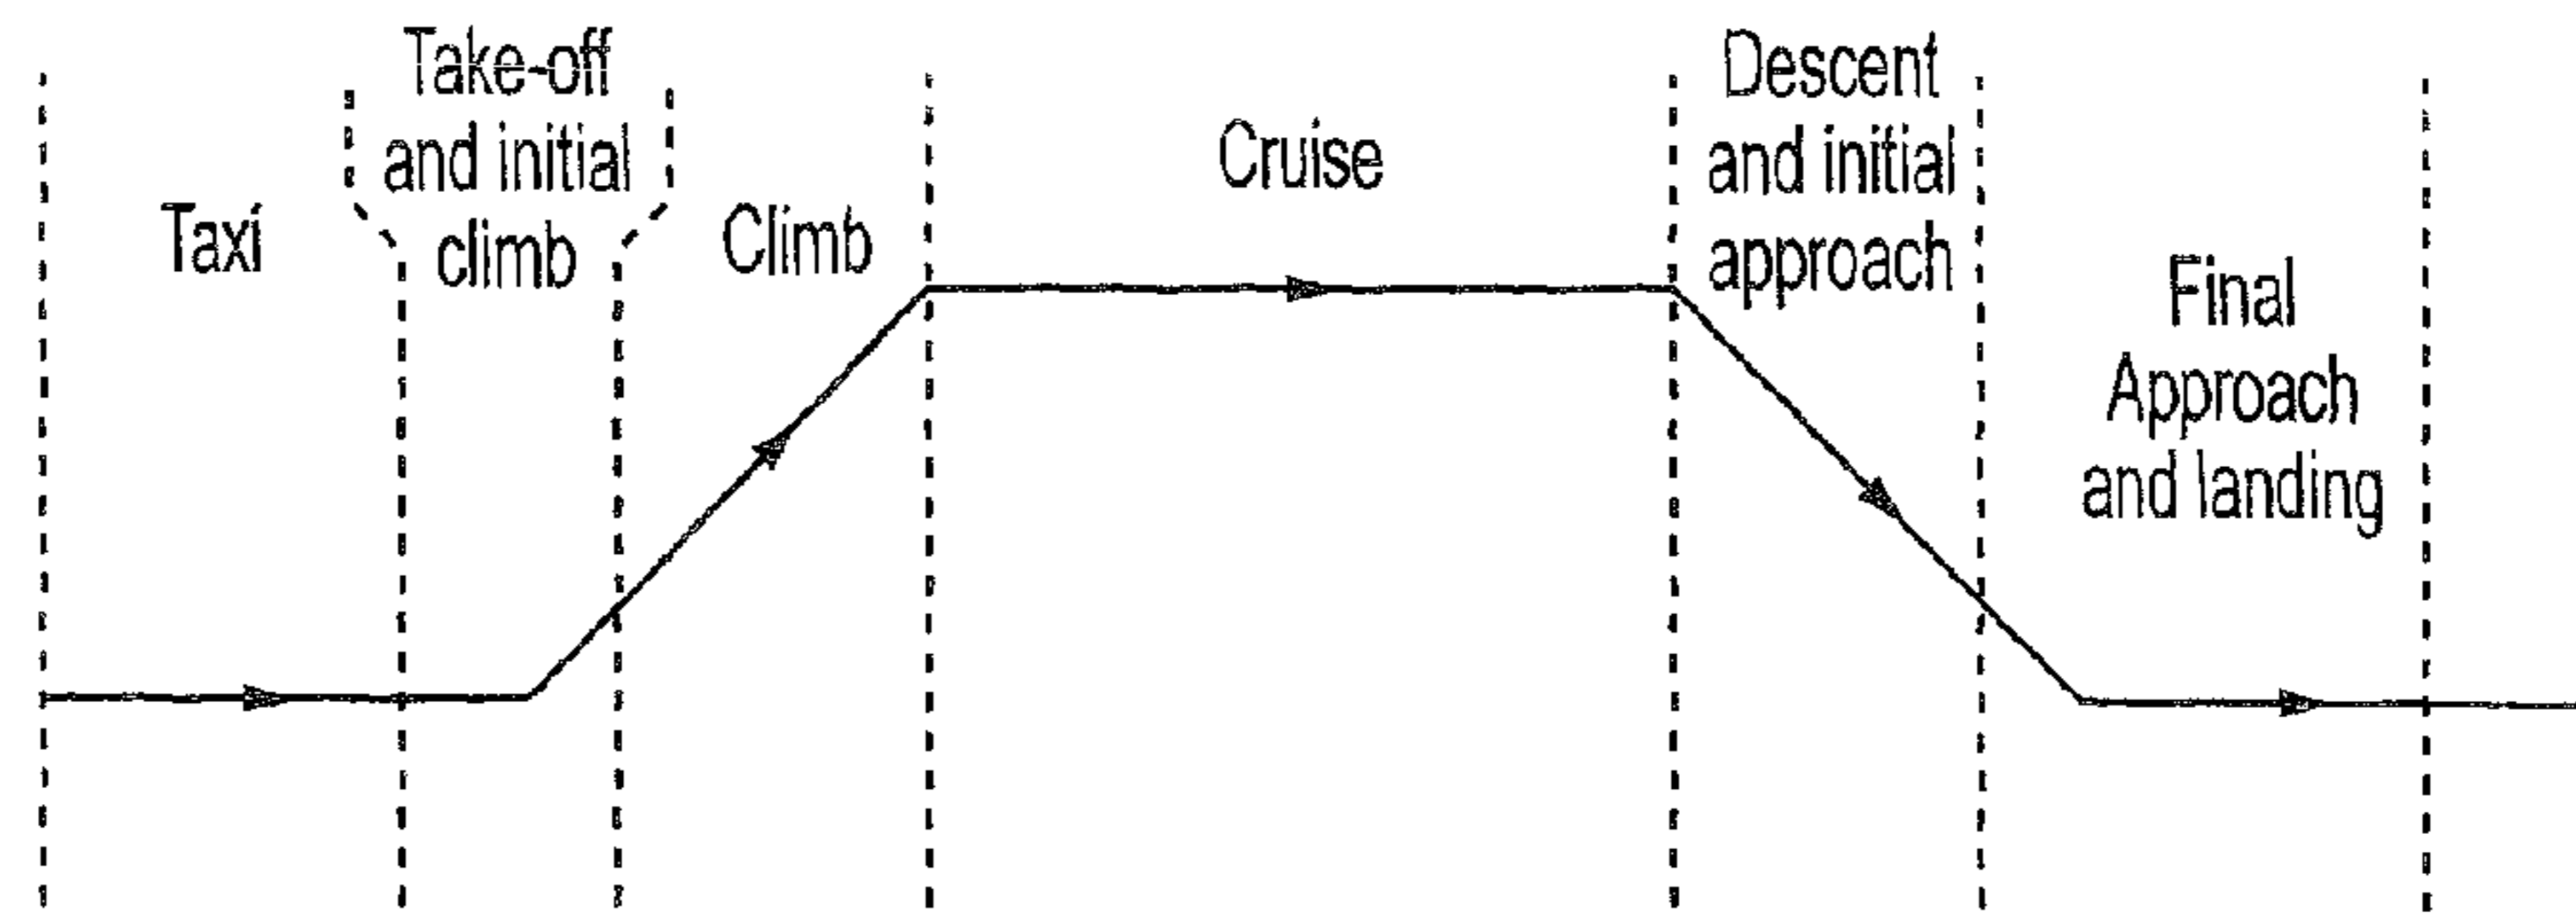 Taxi
Take-off
and initial
climb
Climb
Cruise
Descent
and initial
approach
Final
Approach
and landing